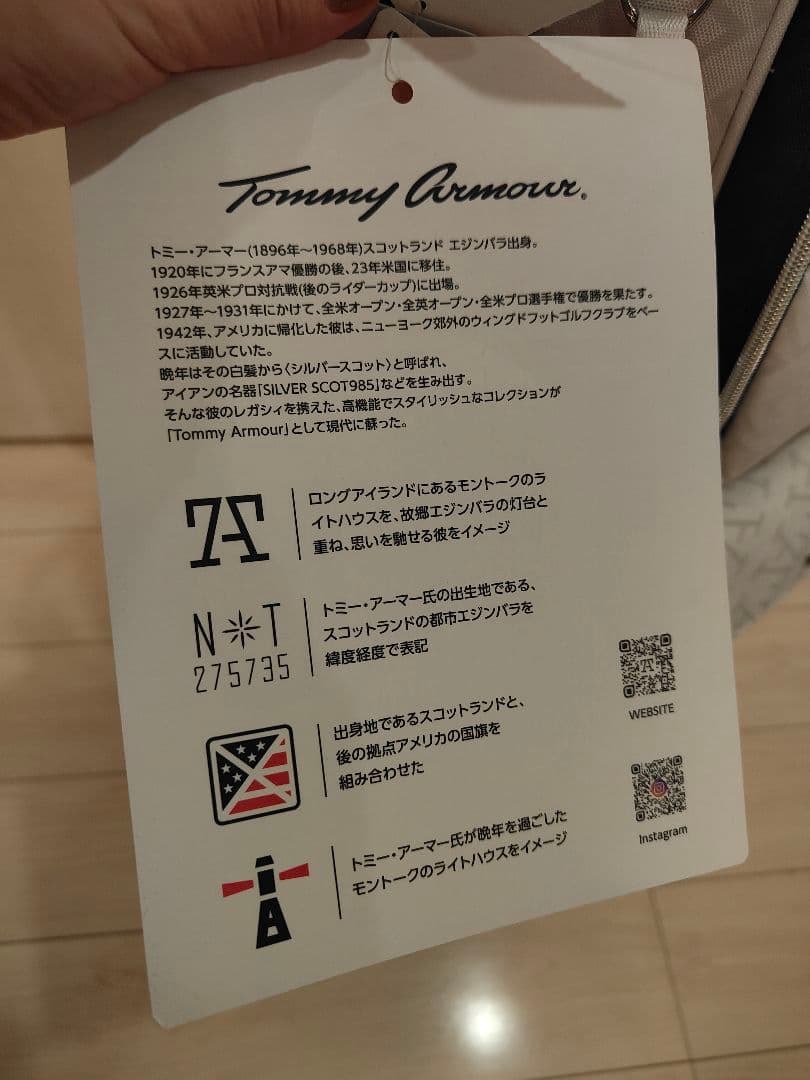 Tommy Armour.
トミー・アーマー(1896年〜1968年)スコットランド エジンバラ出身。
1920年にフランスアマ優勝の後、23年米国に移住。
1926年英米プロ対抗戦(後のライダーカップ)に出場。
1927年〜1931年にかけて、全米オープン・全英オープン・全米プロ選手権で優勝を果たす。
1942年、アメリカに帰化した彼は、ニューヨーク郊外のウィングドフットゴルフクラブをベー
スに活動していた。
晩年はその白髪から〈シルバースコット〉と呼ばれ、
アイアンの名器「SILVER SCOT985」などを生み出す。
そんな彼のレガシィを携えた、高機能でスタイリッシュなコレクションが
「Tommy Armour」として現代に蘇った。
TA
ロングアイランドにあるモントークのラ
イトハウスを、故郷エジンバラの灯台と
重ね、思いを馳せる彼をイメージ
N T
275735
トミー・アーマー氏の出生地である、
スコットランドの都市エジンバラを
緯度経度で表記
出身地であるスコットランドと、
後の拠点アメリカの国旗を
組み合わせた
トミー・アーマー氏が晩年を過ごした
モントークのライトハウスをイメージ
WEBSITE
Instagram